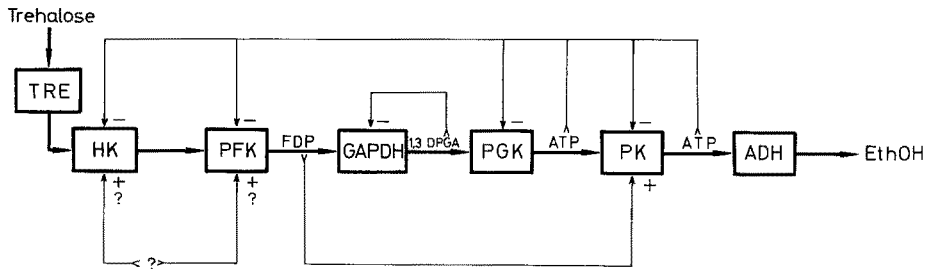 Trehalose
TRE
− − − − −
HK PFK FDP GAPDH 1,3 DPGA PGK ATP PK ATP ADH EthOH
+ + +
? ?
?